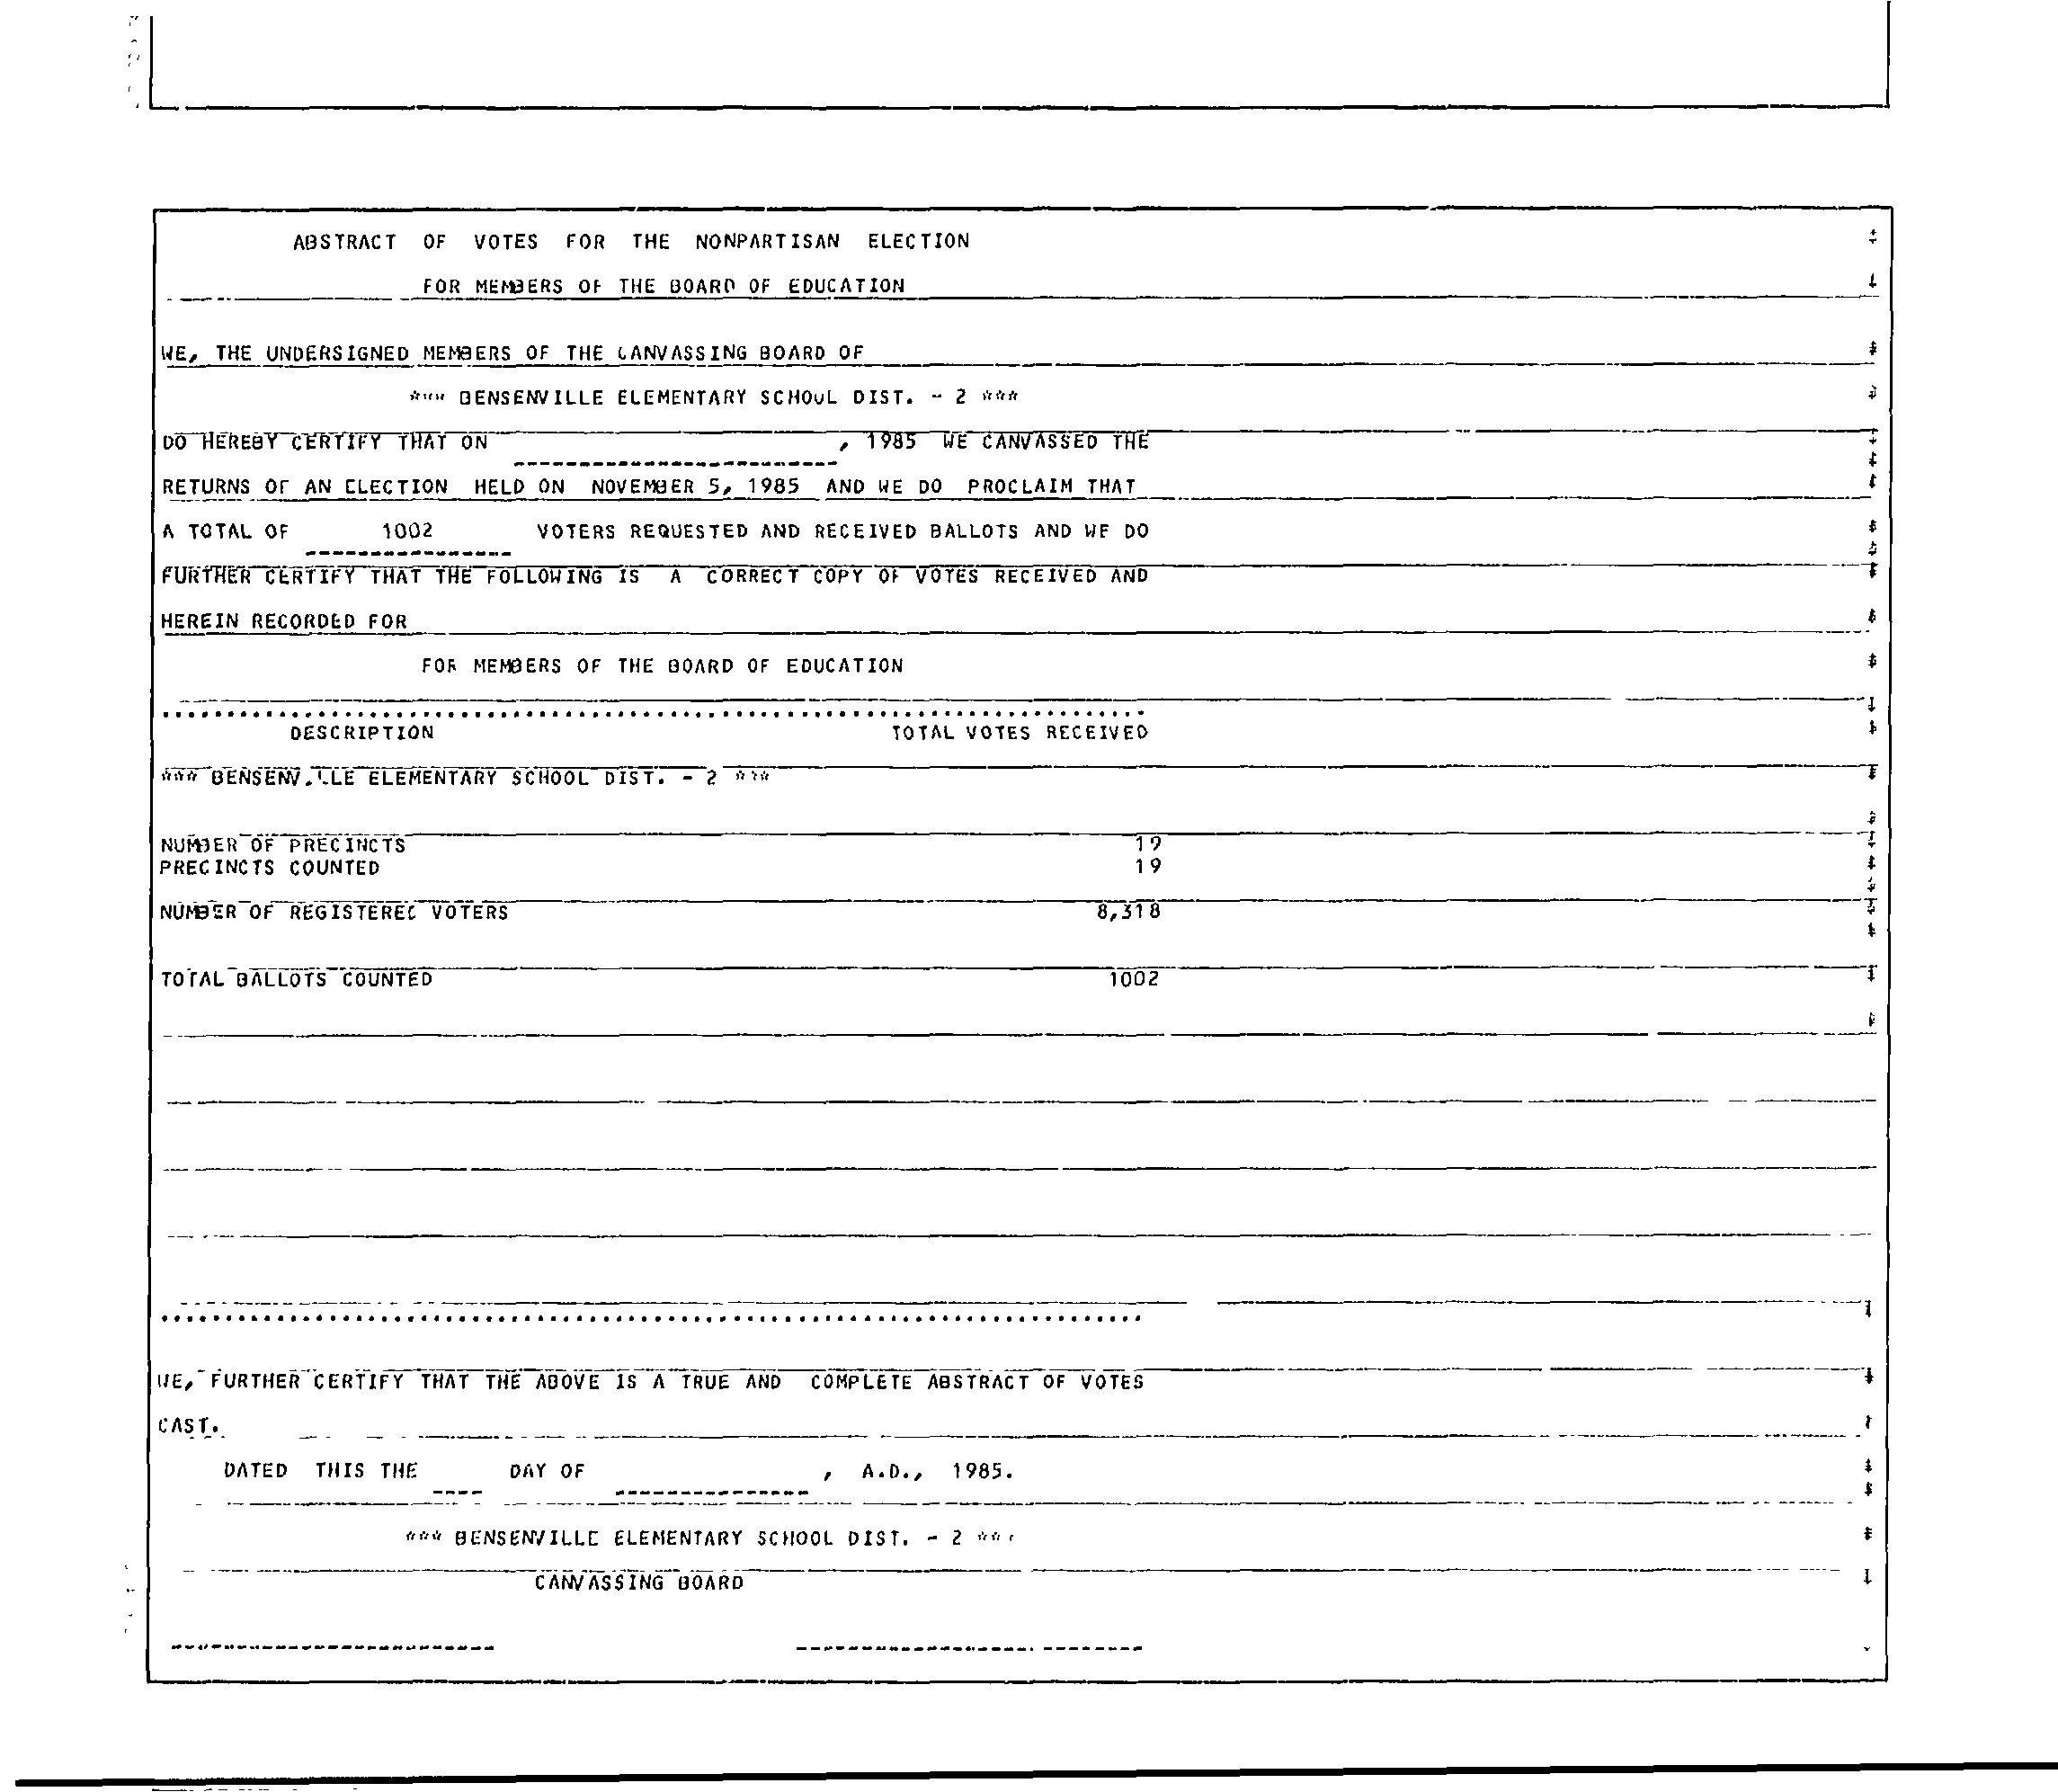 ABSTRACT OF VOTES FOR THE NONPARTISAN ELECTION
FOR MEMBERS OF THE BOARD OF EDUCATION
WE, THE UNDERSIGNED MEMBERS OF THE CANVASSING BOARD OF
*** BENSENVILLE ELEMENTARY SCHOOL DIST. - 2 ***
DO HEREBY CERTIFY THAT ON , 1985 WE CANVASSED THE
RETURNS OF AN ELECTION HELD ON NOVEMBER 5, 1985 AND WE DO PROCLAIM THAT
A TOTAL OF 1002 VOTERS REQUESTED AND RECEIVED BALLOTS AND WE DO
FURTHER CERTIFY THAT THE FOLLOWING IS A CORRECT COPY OF VOTES RECEIVED AND
HEREIN RECORDED FOR
FOR MEMBERS OF THE BOARD OF EDUCATION
DESCRIPTION TOTAL VOTES RECEIVED
*** BENSENVILLE ELEMENTARY SCHOOL DIST. - 2 ***
NUMBER OF PRECINCTS 19
PRECINCTS COUNTED 19
NUMBER OF REGISTERED VOTERS 8,318
TOTAL BALLOTS COUNTED 1002
WE, FURTHER CERTIFY THAT THE ABOVE IS A TRUE AND COMPLETE ABSTRACT OF VOTES
CAST.
DATED THIS THE DAY OF , A.D., 1985.
*** BENSENVILLE ELEMENTARY SCHOOL DIST. - 2 ***
CANVASSING BOARD